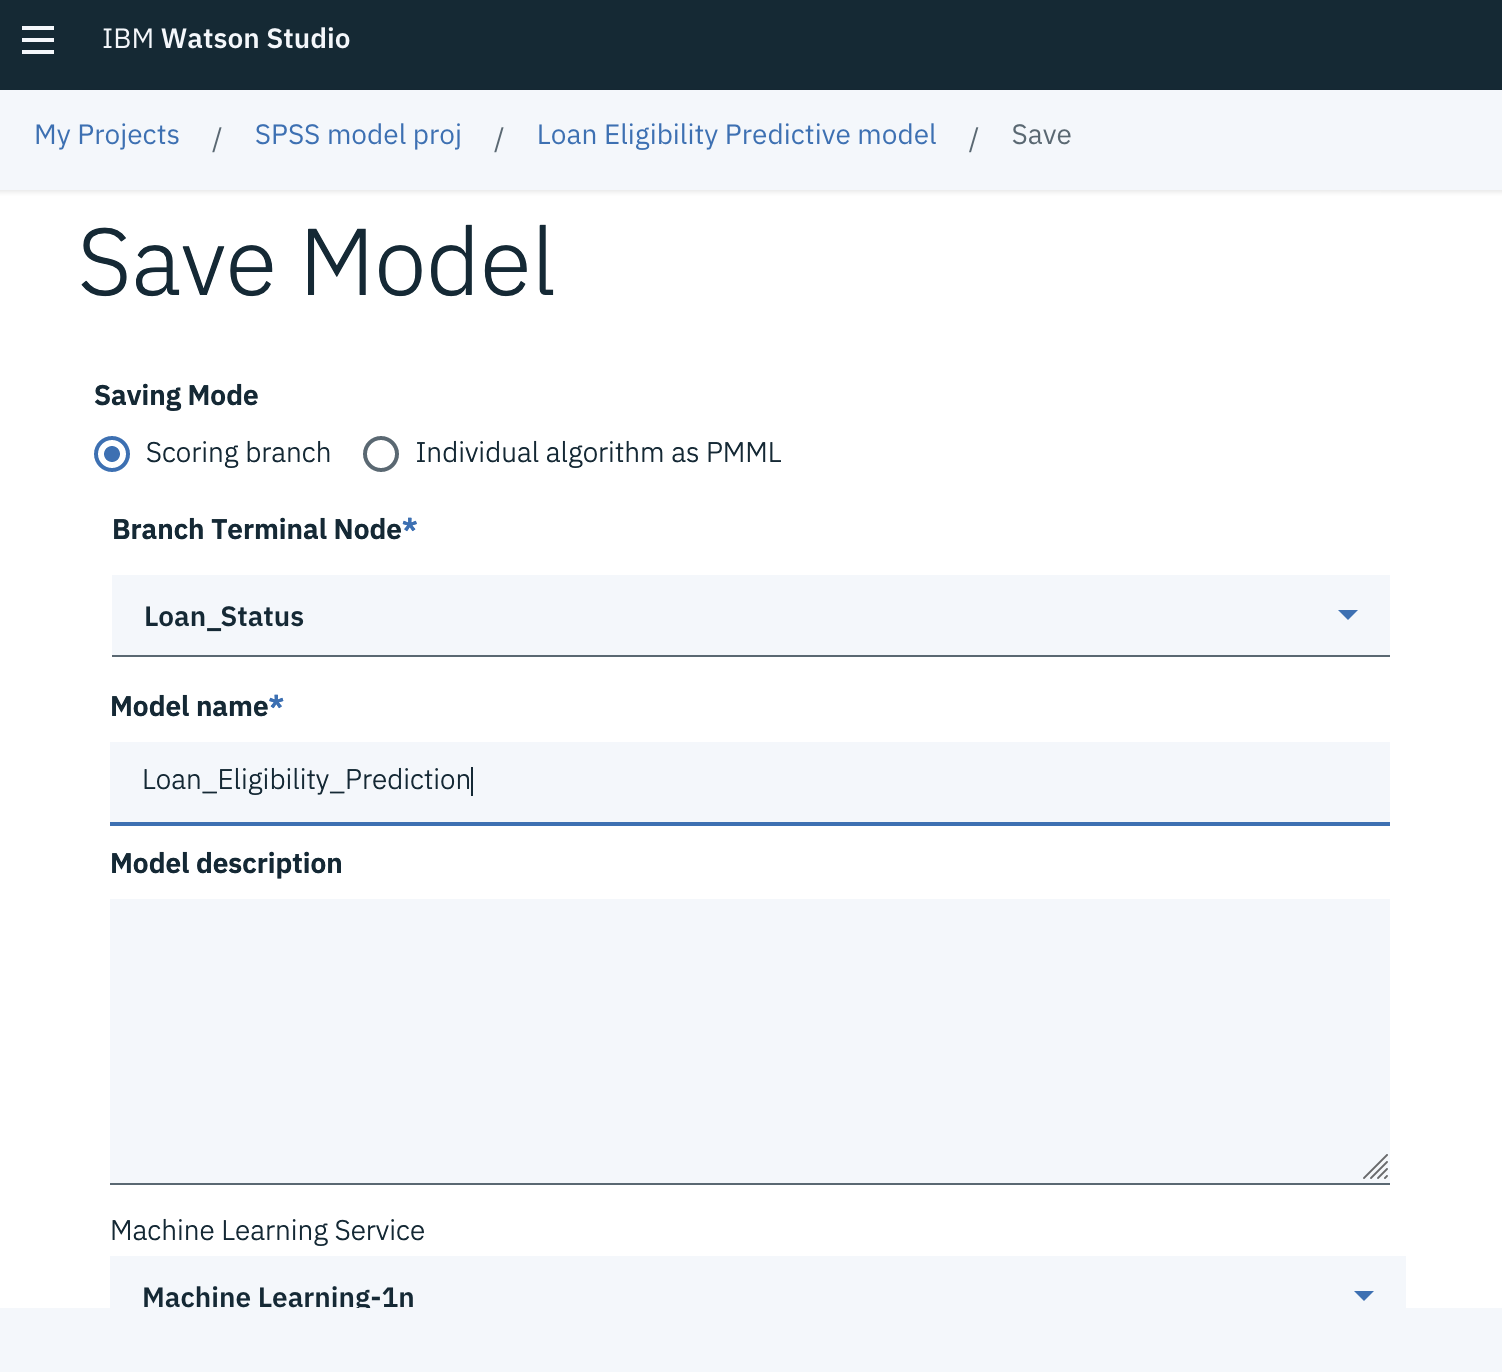 IBM Watson Studio
My Projects / SPSS model proj / Loan Eligibility Predictive model / Save
Save Model
Saving Mode
Scoring branch Individual algorithm as PMML
Branch Terminal Node*
Loan_Status
Model name*
Loan_Eligibility_Prediction
Model description
Machine Learning Service
Machine Learning-1n